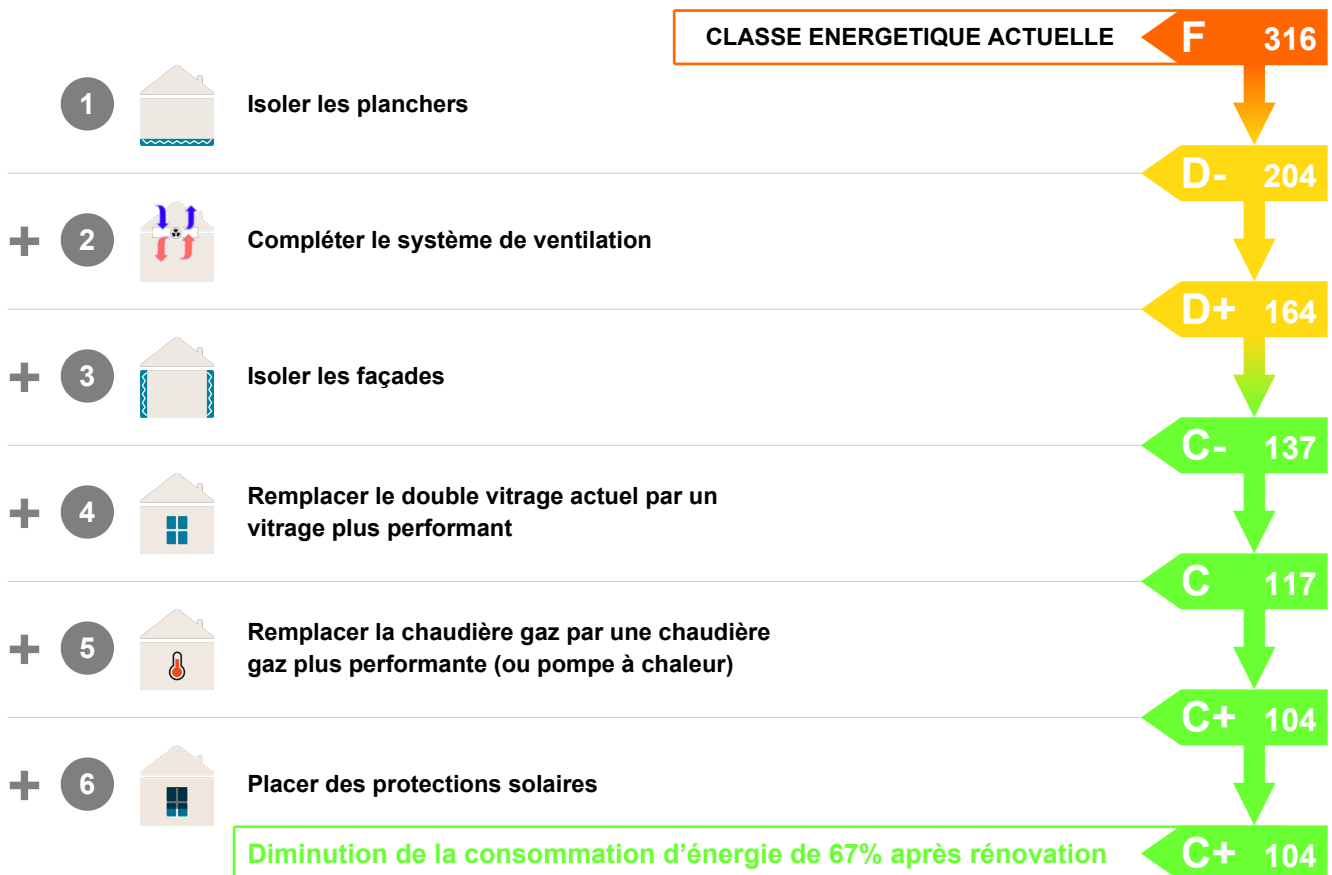 CLASSE ENERGETIQUE ACTUELLE F 316
1 Isoler les planchers
D- 204
+ 2 Compléter le système de ventilation
D+ 164
+ 3 Isoler les façades
C- 137
+ 4 Remplacer le double vitrage actuel par un
vitrage plus performant
C 117
+ 5 Remplacer la chaudière gaz par une chaudière
gaz plus performante (ou pompe à chaleur)
C+ 104
+ 6 Placer des protections solaires
Diminution de la consommation d’énergie de 67% après rénovation C+ 104